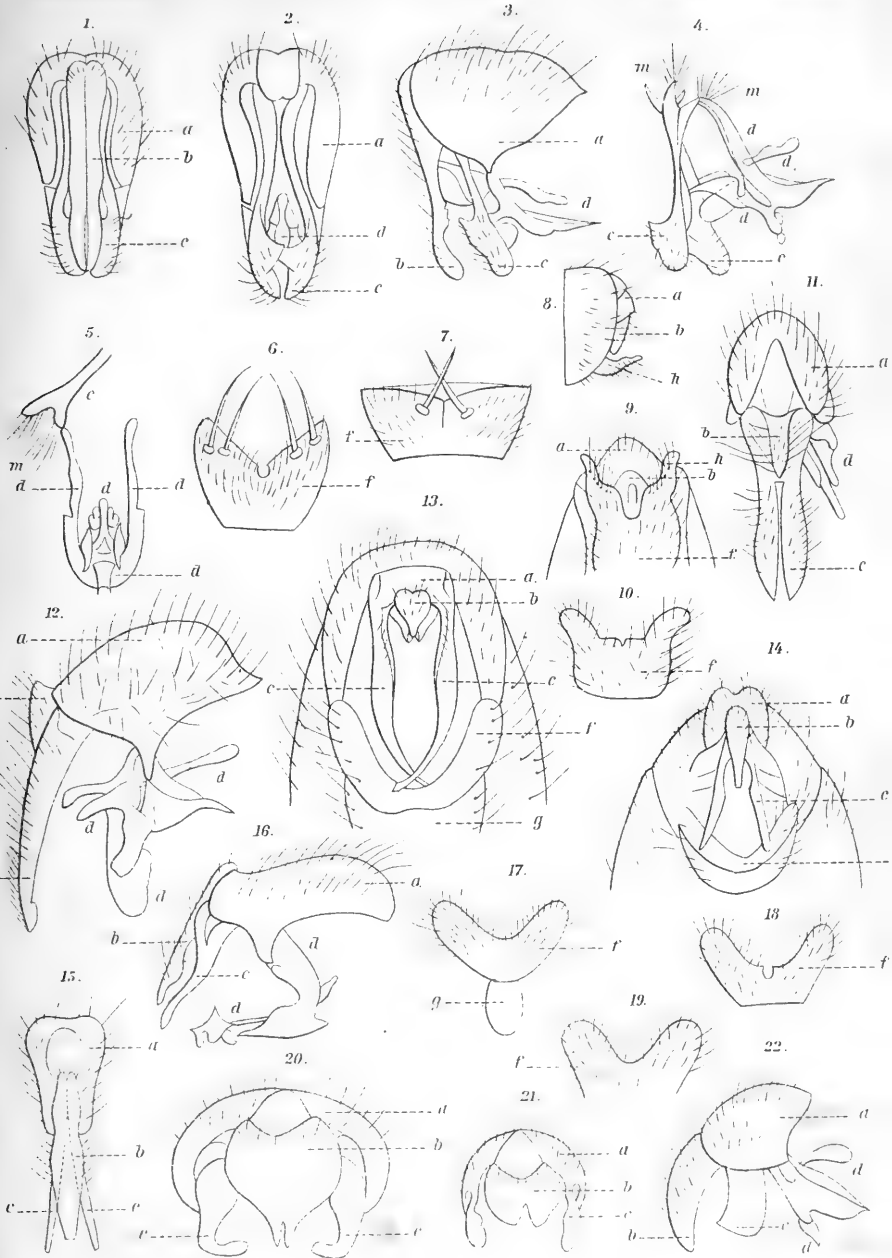 1.
a
b
c
2.
a
d
c
3.
a
d
b
c
4.
m
m
d
d.
d
c
c
5.
c
m
d
d
d
d
6.
f
7.
f
8.
a
b
h
9.
a
h
b
f
10.
f
11.
a
b
d
c
12.
a
d
d
d
13.
a.
b
c
c
f
g
14.
a
b
c
15.
a
b
c
c
16.
a.
b
c
d
d
17.
f
g
18.
f
19.
f
20.
a
b
c
c
21.
a
b
c
22.
a
d
b
c
d